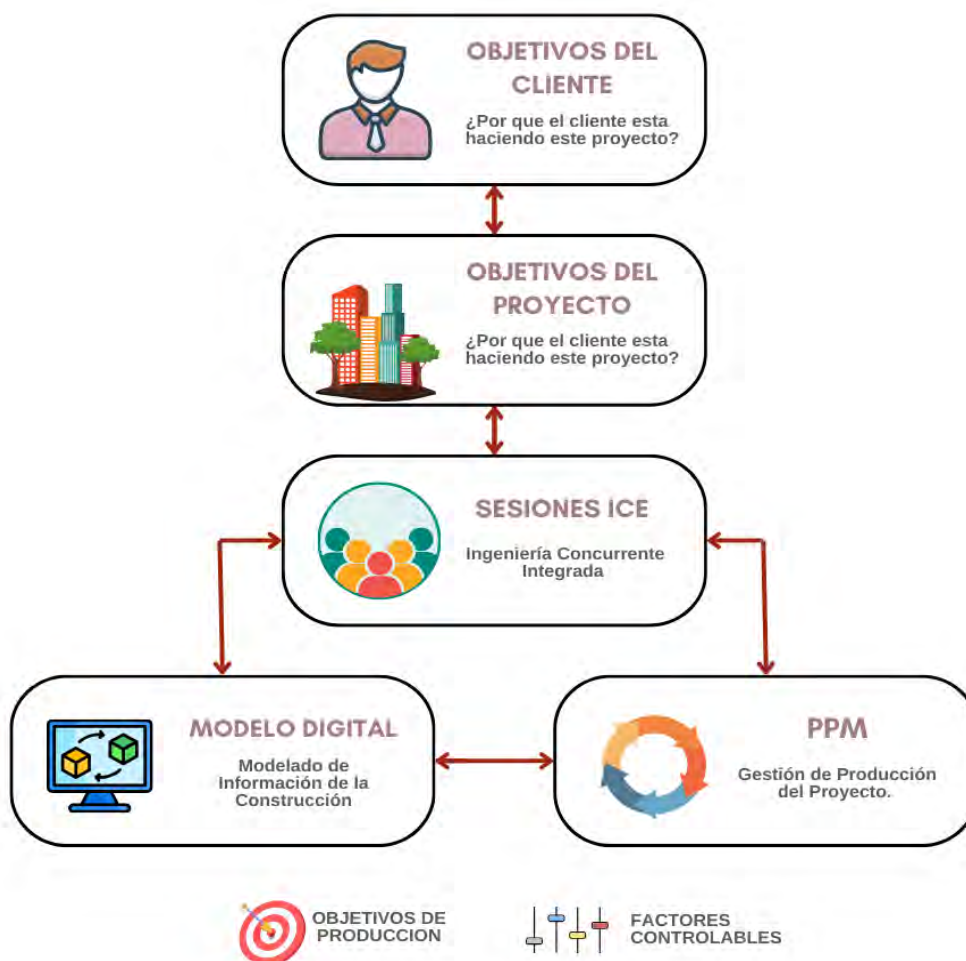 OBJETIVOS DEL
CLIENTE
¿Por que el cliente esta
haciendo este proyecto?
OBJETIVOS DEL
PROYECTO
¿Por que el cliente esta
haciendo este proyecto?
SESIONES ICE
Ingeniería Concurrente
Integrada
MODELO DIGITAL
Modelado de
Información de la
Construcción
PPM
Gestión de Producción
del Proyecto.
OBJETIVOS DE
PRODUCCION
FACTORES
CONTROLABLES